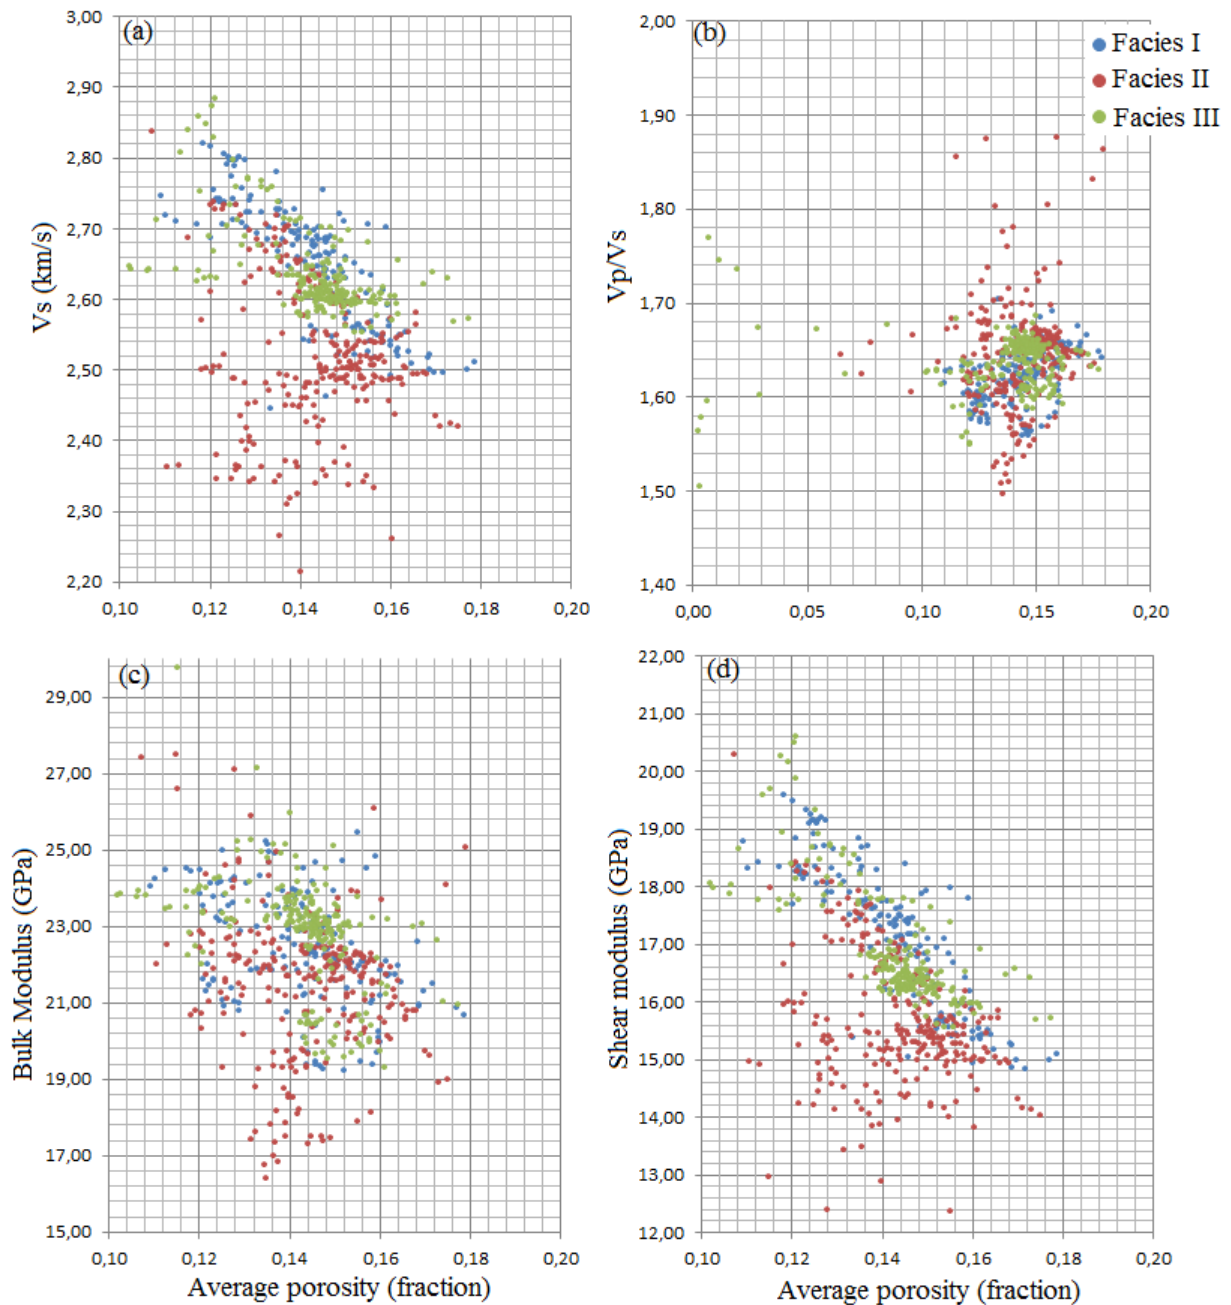 (a)
3,00
2,90
2,80
2,70
2,60
2,50
2,40
2,30
2,20
Vs (km/s)
0,10 0,12 0,14 0,16 0,18 0,20
(b)
2,00
1,90
1,80
1,70
1,60
1,50
1,40
Vp/Vs
0,00 0,05 0,10 0,15 0,20
Facies I
Facies II
Facies III
(c)
29,00
27,00
25,00
23,00
21,00
19,00
17,00
15,00
Bulk Modulus (GPa)
0,10 0,12 0,14 0,16 0,18 0,20
Average porosity (fraction)
(d)
22,00
21,00
20,00
19,00
18,00
17,00
16,00
15,00
14,00
13,00
12,00
Shear modulus (GPa)
0,10 0,12 0,14 0,16 0,18 0,20
Average porosity (fraction)